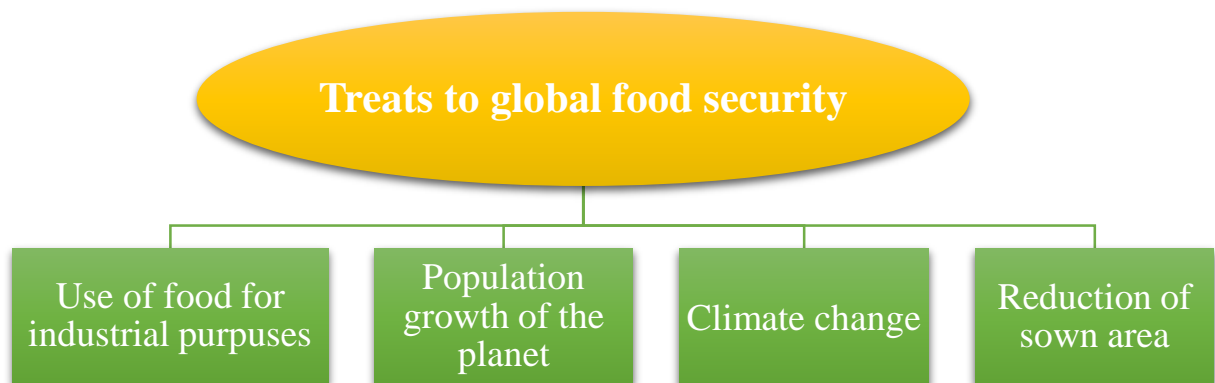 Treats to global food security
Use of food for
industrial purpuses
Population
growth of the
planet
Climate change
Reduction of
sown area